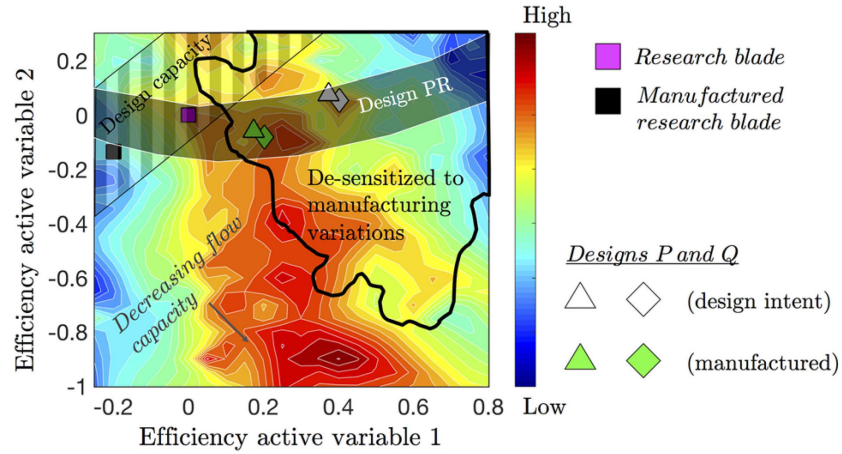 High
Low
Efficiency active variable 2
0.2
0
-0.2
-0.4
-0.6
-0.8
-1
-0.2
0
0.2
0.4
0.6
0.8
Efficiency active variable 1
Design capacity
Design PR
De-sensitized to
manufacturing
variations
Decreasing flow
capacity
Research blade
Manufactured
research blade
Designs P and Q
(design intent)
(manufactured)